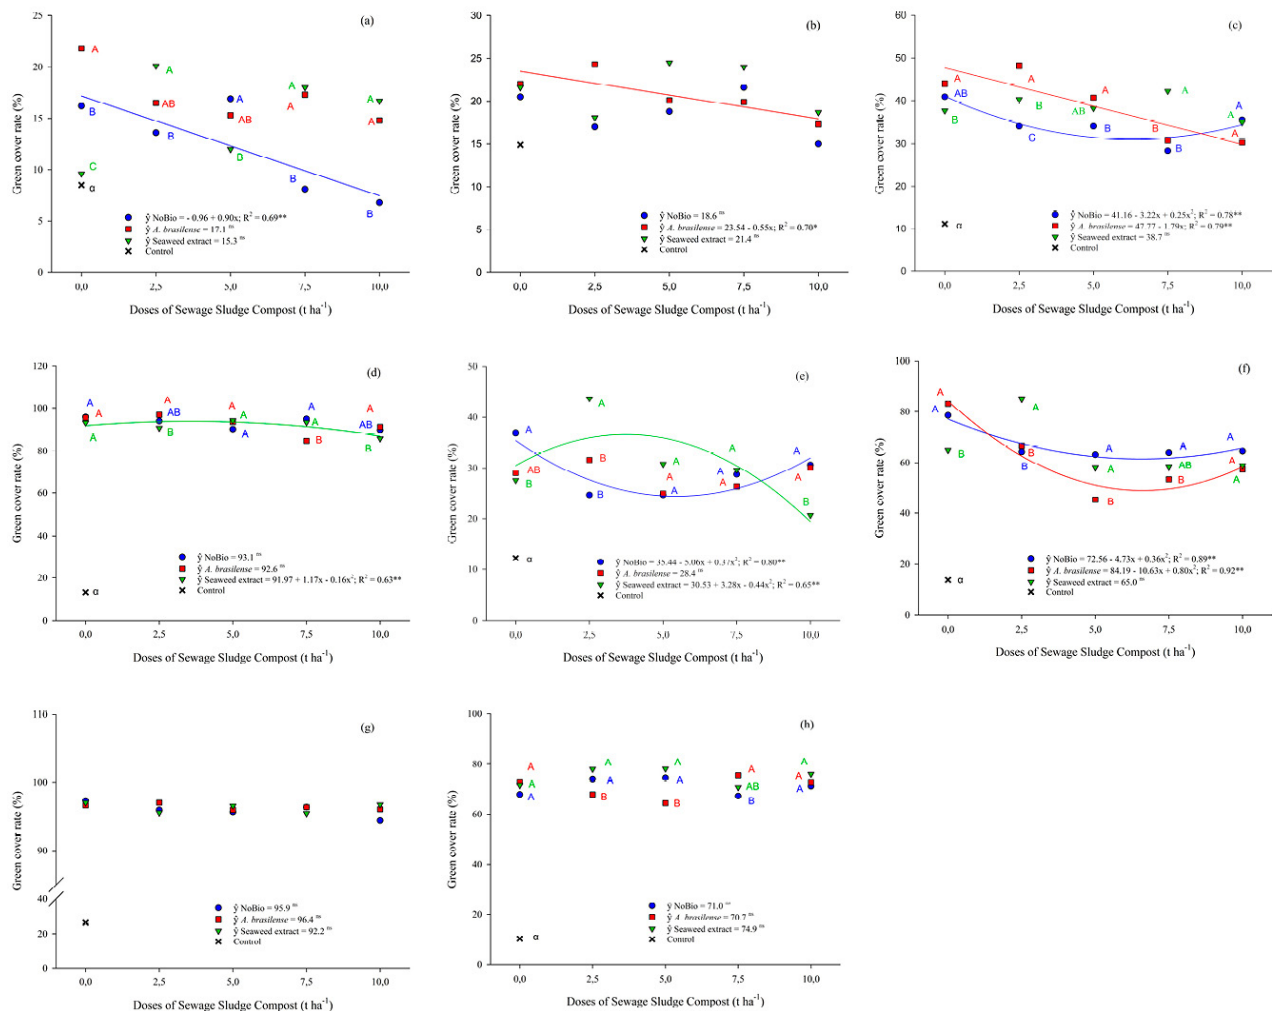 (a)
25
20
15
10
5
0
Green cover rate (%)
A
A
AB
A
A
A
A
B
B
AB
A
A
C
D
B
B
α
ŷ NoBio = - 0.96 + 0.90x; R² = 0.69**
ŷ A. brasilense = 17.1 ns
ŷ Seaweed extract = 15.3 ns
Control
0,0 2,5 5,0 7,5 10,0
Doses of Sewage Sludge Compost (t ha⁻¹)
(b)
30
25
20
15
10
5
0
Green cover rate (%)
ŷ NoBio = 18.6 ns
ŷ A. brasilense = 23.54 - 0.55x; R² = 0.70*
ŷ Seaweed extract = 21.4 ns
Control
0,0 2,5 5,0 7,5 10,0
Doses of Sewage Sludge Compost (t ha⁻¹)
(c)
60
50
40
30
20
10
0
Green cover rate (%)
A
A
A
A
AB
B
AB
A
A
B
C
B
B
B
A
α
ŷ NoBio = 41.16 - 3.22x + 0.25x²; R² = 0.78**
ŷ A. brasilense = 47.77 - 1.79x; R² = 0.79**
ŷ Seaweed extract = 38.7 ns
Control
0,0 2,5 5,0 7,5 10,0
Doses of Sewage Sludge Compost (t ha⁻¹)
(d)
120
100
80
60
40
20
0
Green cover rate (%)
A
A
A
A
A
A
AB
A
A
AB
A
B
A
B
B
α
ŷ NoBio = 93.1 ns
ŷ A. brasilense = 92.6 ns
ŷ Seaweed extract = 91.97 + 1.17x - 0.16x²; R² = 0.63**
Control
0,0 2,5 5,0 7,5 10,0
Doses of Sewage Sludge Compost (t ha⁻¹)
(e)
50
40
30
20
10
0
Green cover rate (%)
A
A
B
A
A
A
AB
A
A
A
A
B
B
A
B
α
ŷ NoBio = 35.44 - 5.06x + 0.37x²; R² = 0.80**
ŷ A. brasilense = 28.4 ns
ŷ Seaweed extract = 30.53 + 3.28x - 0.44x²; R² = 0.65**
Control
0,0 2,5 5,0 7,5 10,0
Doses of Sewage Sludge Compost (t ha⁻¹)
(f)
100
80
60
40
20
0
Green cover rate (%)
A
A
A
A
A
A
B
B
B
A
AB
A
B
B
A
α
ŷ NoBio = 72.56 - 4.73x + 0.36x²; R² = 0.89**
ŷ A. brasilense = 84.19 - 10.63x + 0.80x²; R² = 0.92**
ŷ Seaweed extract = 65.0 ns
Control
0,0 2,5 5,0 7,5 10,0
Doses of Sewage Sludge Compost (t ha⁻¹)
(g)
110
100
90
40
20
0
Green cover rate (%)
ŷ NoBio = 95.9 ns
ŷ A. brasilense = 96.4 ns
ŷ Seaweed extract = 92.2 ns
Control
0,0 2,5 5,0 7,5 10,0
Doses of Sewage Sludge Compost (t ha⁻¹)
(h)
100
80
60
40
20
0
Green cover rate (%)
A
A
A
A
A
A
A
A
AB
A
A
B
B
B
A
α
ŷ NoBio = 71.0 ns
ŷ A. brasilense = 70.7 ns
ŷ Seaweed extract = 74.9 ns
Control
0,0 2,5 5,0 7,5 10,0
Doses of Sewage Sludge Compost (t ha⁻¹)